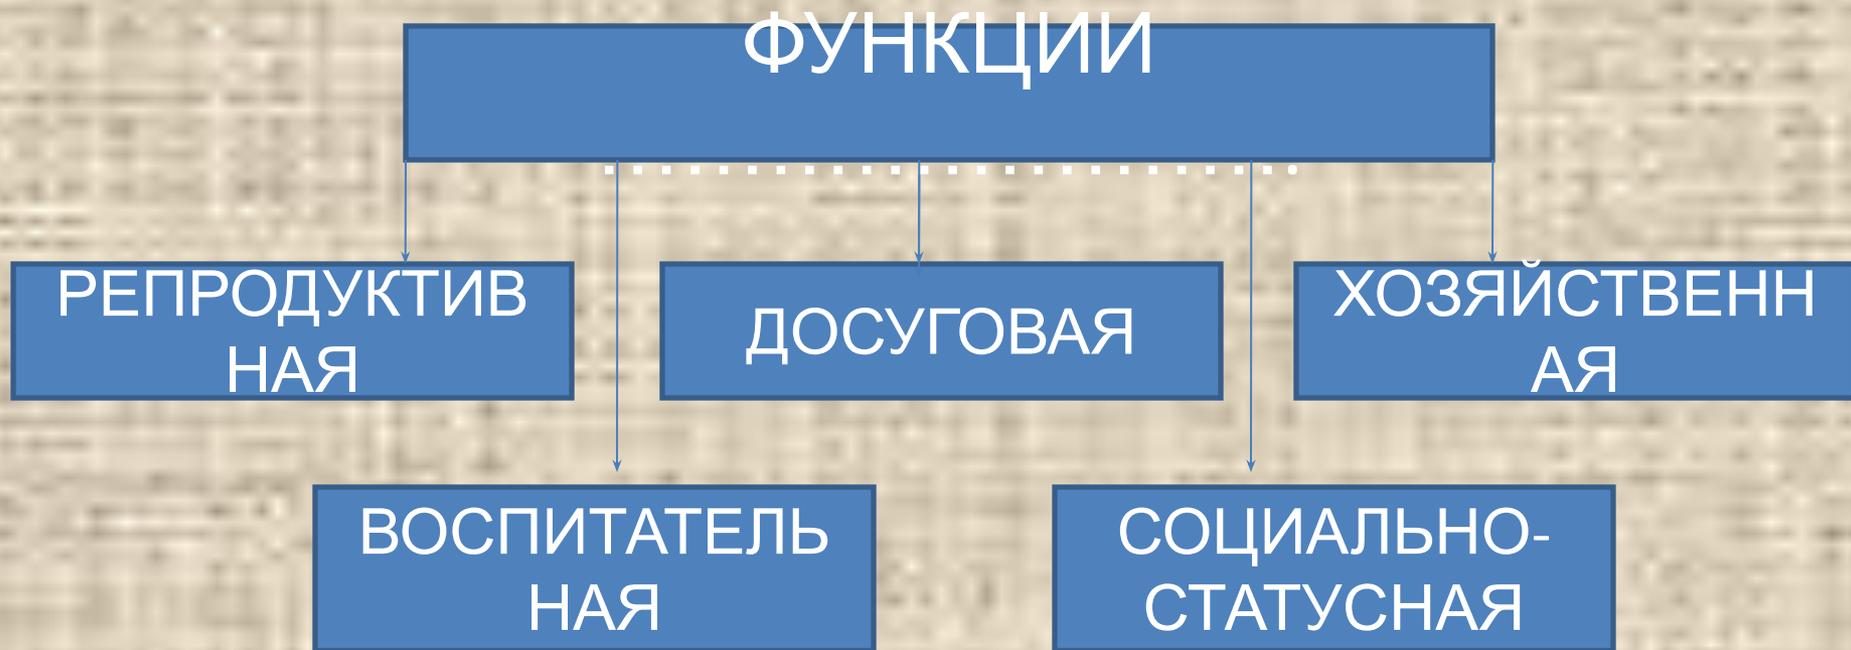 ФУНКЦИИ
РЕПРОДУКТИВ
НАЯ
ДОСУГОВАЯ
ХОЗЯЙСТВЕНН
АЯ
ВОСПИТАТЕЛЬ
НАЯ
СОЦИАЛЬНО-
СТАТУСНАЯ